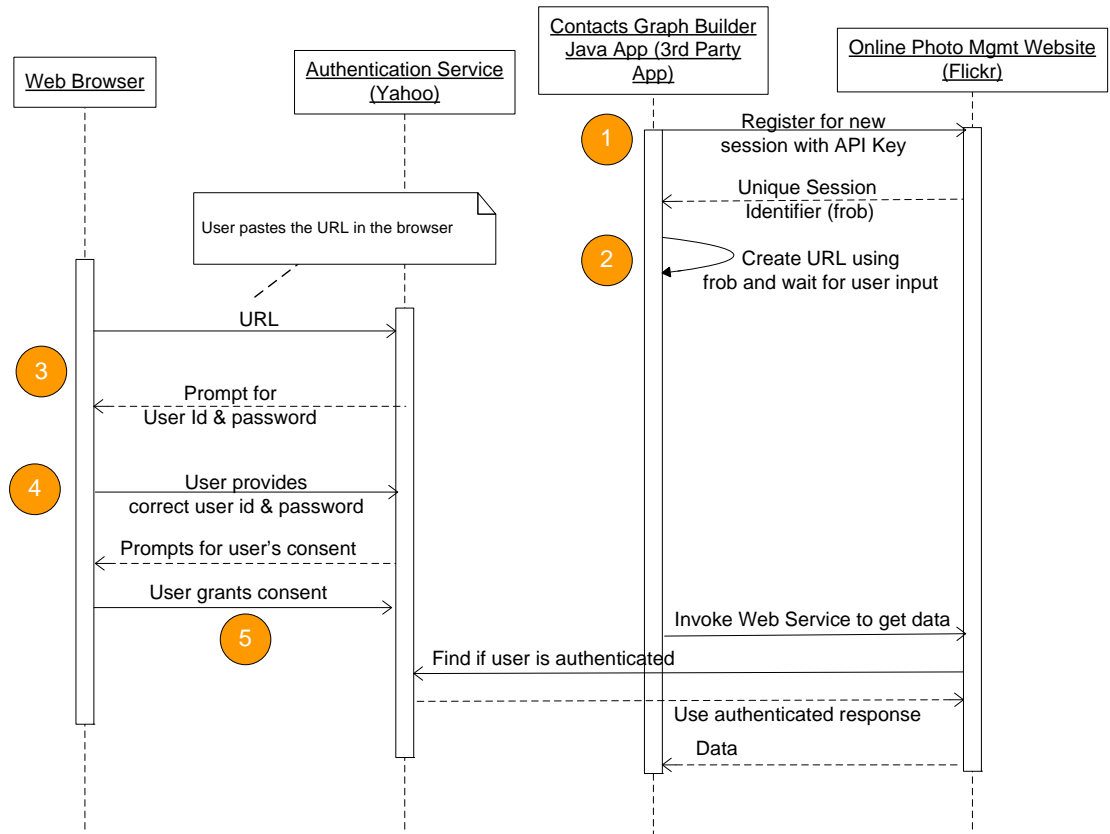 Web Browser
Authentication Service
(Yahoo)
Contacts Graph Builder
Java App (3rd Party
App)
Online Photo Mgmt Website
(Flickr)
1
Register for new
session with API Key
Unique Session
Identifier (frob)
User pastes the URL in the browser
2
Create URL using
frob and wait for user input
URL
3
Prompt for
User Id & password
4
User provides
correct user id & password
Prompts for user's consent
User grants consent
5
Invoke Web Service to get data
Find if user is authenticated
Use authenticated response
Data